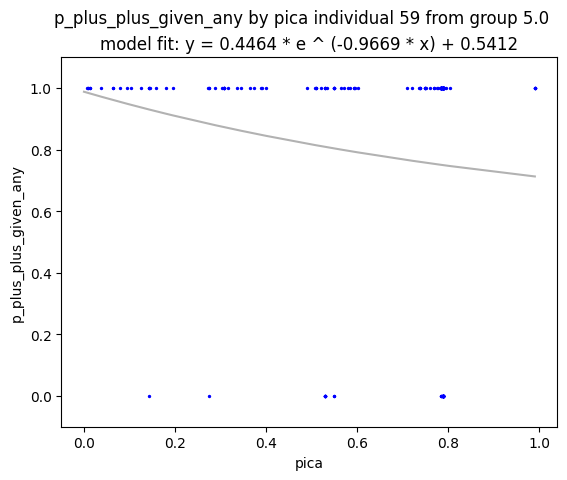 p_plus_plus_given_any by pica individual 59 from group 5.0
model fit: y = 0.4464 * e ^ (-0.9669 * x) + 0.5412
p_plus_plus_given_any
1.0
0.8
0.6
0.4
0.2
0.0
0.0 0.2 0.4 0.6 0.8 1.0
pica